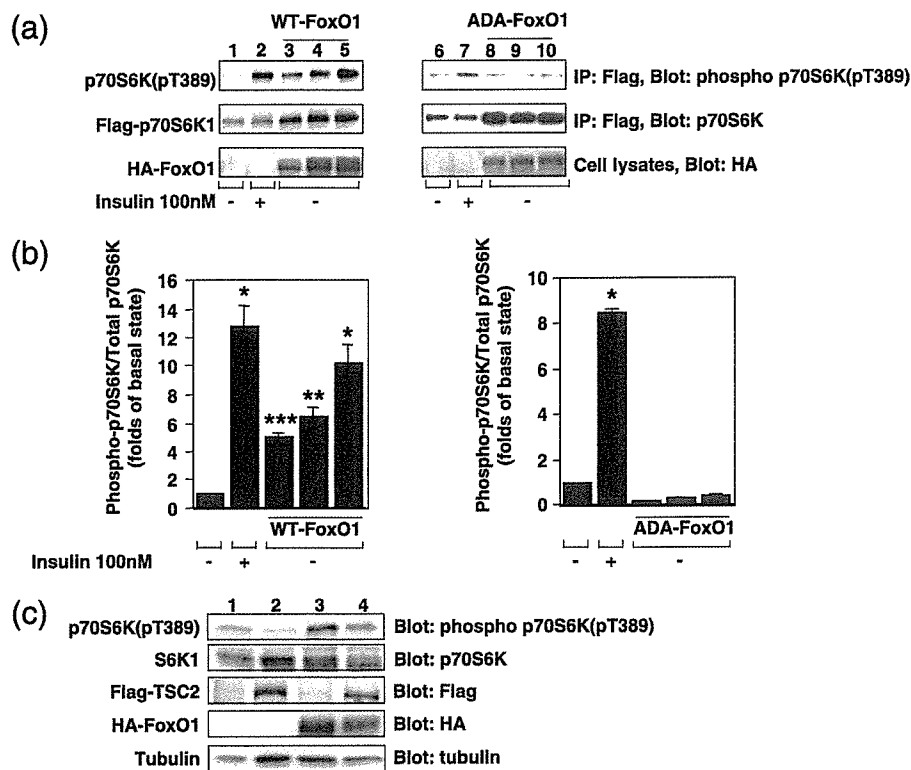 (a)
WT-FoxO1
1 2 3 4 5
p70S6K(pT389)
Flag-p70S6K1
HA-FoxO1
Insulin 100nM - + -
ADA-FoxO1
6 7 8 9 10
IP: Flag, Blot: phospho p70S6K(pT389)
IP: Flag, Blot: p70S6K
Cell lysates, Blot: HA
- + -
(b)
Phospho-p70S6K/Total p70S6K
(folds of basal state)
16
14
12
10
8
6
4
2
0
*
***
**
*
WT-FoxO1
Insulin 100nM - + -
Phospho-p70S6K/Total p70S6K
(folds of basal state)
10
8
6
4
2
0
*
ADA-FoxO1
- + -
(c)
1 2 3 4
p70S6K(pT389) Blot: phospho p70S6K(pT389)
S6K1 Blot: p70S6K
Flag-TSC2 Blot: Flag
HA-FoxO1 Blot: HA
Tubulin Blot: tubulin